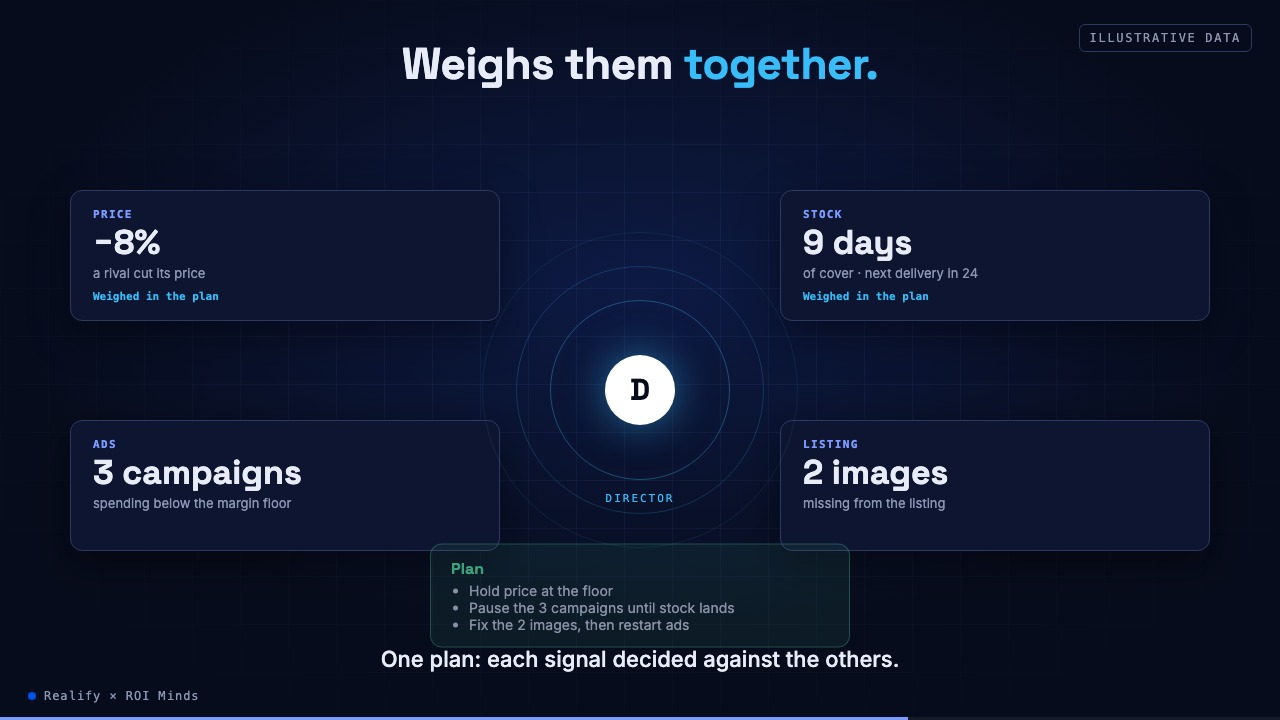 ILLUSTRATIVE DATA
Weighs them together.
PRICE
−8%
a rival cut its price
Weighed in the plan
STOCK
9 days
of cover · next delivery in 24
Weighed in the plan
D
DIRECTOR
ADS
3 campaigns
spending below the margin floor
LISTING
2 images
missing from the listing
Plan
• Hold price at the floor
• Pause the 3 campaigns until stock lands
• Fix the 2 images, then restart ads
One plan: each signal decided against the others.
Realify × ROI Minds